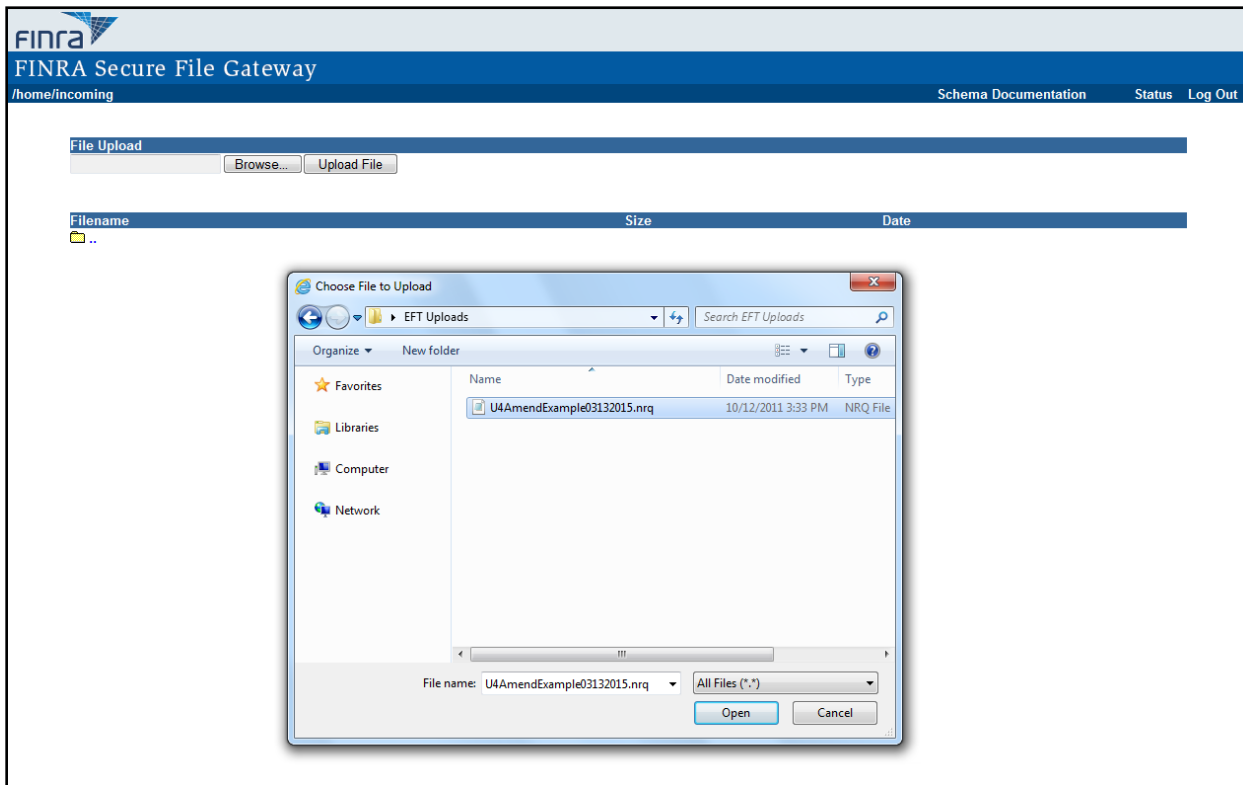 FINra
FINRA Secure File Gateway
/home/incoming Schema Documentation Status Log Out
File Upload
Browse... Upload File
Filename Size Date
..
Choose File to Upload
EFT Uploads Search EFT Uploads
Organize New folder
Favorites
Libraries
Computer
Network
Name Date modified Type
U4AmendExample03132015.nrq 10/12/2011 3:33 PM NRQ File
File name: U4AmendExample03132015.nrq All Files (*.*)
Open Cancel